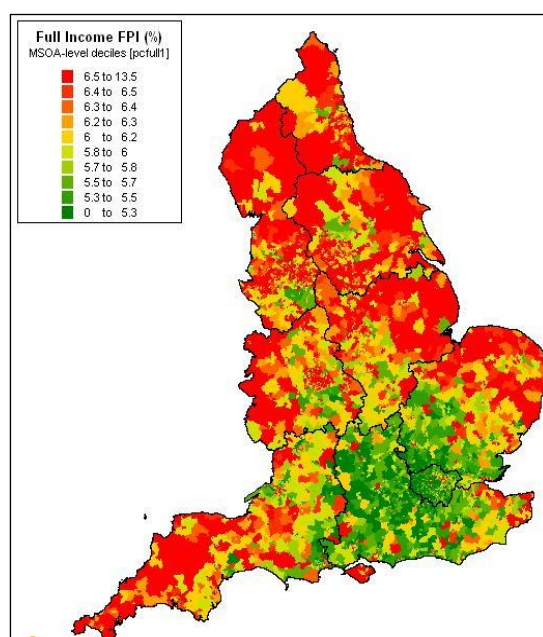 Full Income FPI (%)
MSOA-level deciles [pcfull1]
6.5 to 13.5
6.4 to 6.5
6.3 to 6.4
6.2 to 6.3
6 to 6.2
5.8 to 6
5.7 to 5.8
5.5 to 5.7
5.3 to 5.5
0 to 5.3